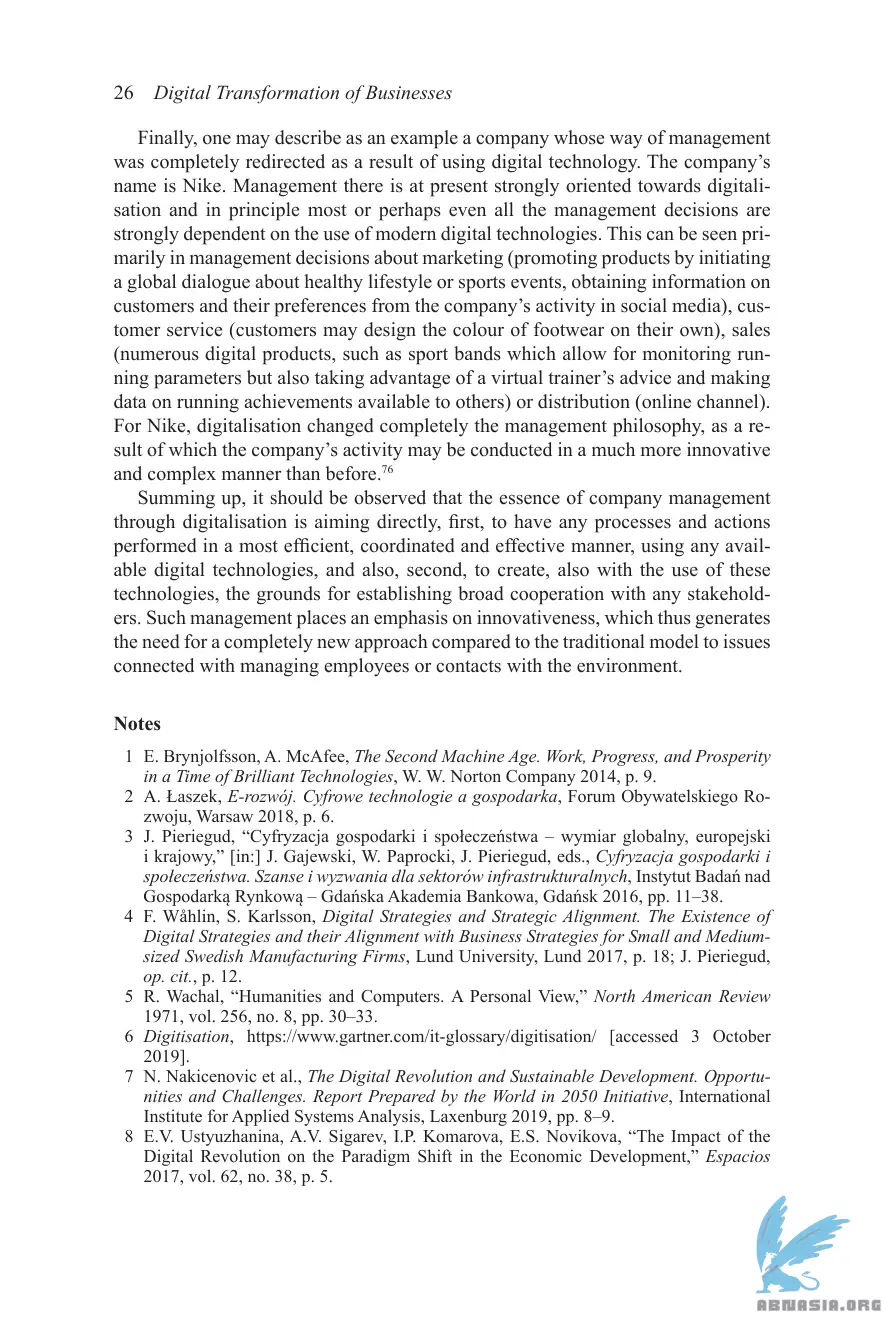 26 Digital Transformation of Businesses
Finally, one may describe as an example a company whose way of management
was completely redirected as a result of using digital technology. The company’s
name is Nike. Management there is at present strongly oriented towards digitali-
sation and in principle most or perhaps even all the management decisions are
strongly dependent on the use of modern digital technologies. This can be seen pri-
marily in management decisions about marketing (promoting products by initiating
a global dialogue about healthy lifestyle or sports events, obtaining information on
customers and their preferences from the company’s activity in social media), cus-
tomer service (customers may design the colour of footwear on their own), sales
(numerous digital products, such as sport bands which allow for monitoring run-
ning parameters but also taking advantage of a virtual trainer’s advice and making
data on running achievements available to others) or distribution (online channel).
For Nike, digitalisation changed completely the management philosophy, as a re-
sult of which the company’s activity may be conducted in a much more innovative
and complex manner than before.76
Summing up, it should be observed that the essence of company management
through digitalisation is aiming directly, first, to have any processes and actions
performed in a most efficient, coordinated and effective manner, using any avail-
able digital technologies, and also, second, to create, also with the use of these
technologies, the grounds for establishing broad cooperation with any stakehold-
ers. Such management places an emphasis on innovativeness, which thus generates
the need for a completely new approach compared to the traditional model to issues
connected with managing employees or contacts with the environment.
Notes
1 E. Brynjolfsson, A. McAfee, The Second Machine Age. Work, Progress, and Prosperity
in a Time of Brilliant Technologies, W. W. Norton Company 2014, p. 9.
2 A. Łaszek, E-rozwój. Cyfrowe technologie a gospodarka, Forum Obywatelskiego Ro-
zwoju, Warsaw 2018, p. 6.
3 J. Pieriegud, “Cyfryzacja gospodarki i społeczeństwa – wymiar globalny, europejski
i krajowy,” [in:] J. Gajewski, W. Paprocki, J. Pieriegud, eds., Cyfryzacja gospodarki i
społeczeństwa. Szanse i wyzwania dla sektorów infrastrukturalnych, Instytut Badań nad
Gospodarką Rynkową – Gdańska Akademia Bankowa, Gdańsk 2016, pp. 11–38.
4 F. Wåhlin, S. Karlsson, Digital Strategies and Strategic Alignment. The Existence of
Digital Strategies and their Alignment with Business Strategies for Small and Medium-
sized Swedish Manufacturing Firms, Lund University, Lund 2017, p. 18; J. Pieriegud,
op. cit., p. 12.
5 R. Wachal, “Humanities and Computers. A Personal View,” North American Review
1971, vol. 256, no. 8, pp. 30–33.
6 Digitisation, https://www.gartner.com/it-glossary/digitisation/ [accessed 3 October
2019].
7 N. Nakicenovic et al., The Digital Revolution and Sustainable Development. Opportu-
nities and Challenges. Report Prepared by the World in 2050 Initiative, International
Institute for Applied Systems Analysis, Laxenburg 2019, pp. 8–9.
8 E.V. Ustyuzhanina, A.V. Sigarev, I.P. Komarova, E.S. Novikova, “The Impact of the
Digital Revolution on the Paradigm Shift in the Economic Development,” Espacios
2017, vol. 62, no. 38, p. 5.
ABNASIA.ORG